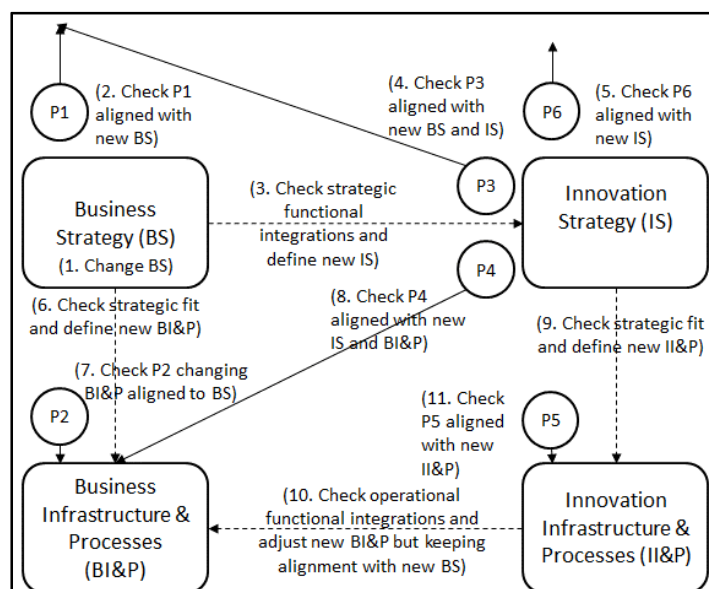 P1
(2. Check P1
aligned with
new BS)
(4. Check P3
aligned with
new BS and IS)
P6
(5. Check P6
aligned with
new IS)
Business
Strategy (BS)
(1. Change BS)
(3. Check strategic
functional
integrations and
define new IS)
P3
Innovation
Strategy (IS)
P4
(6. Check strategic fit
and define new BI&P)
(8. Check P4
aligned with new
IS and BI&P)
(9. Check strategic fit
and define new II&P)
(7. Check P2 changing
BI&P aligned to BS)
P2
(11. Check
P5 aligned
with new
II&P)
P5
Business
Infrastructure &
Processes
(BI&P)
(10. Check operational
functional integrations and
adjust new BI&P but keeping
alignment with new BS)
Innovation
Infrastructure &
Processes (II&P)